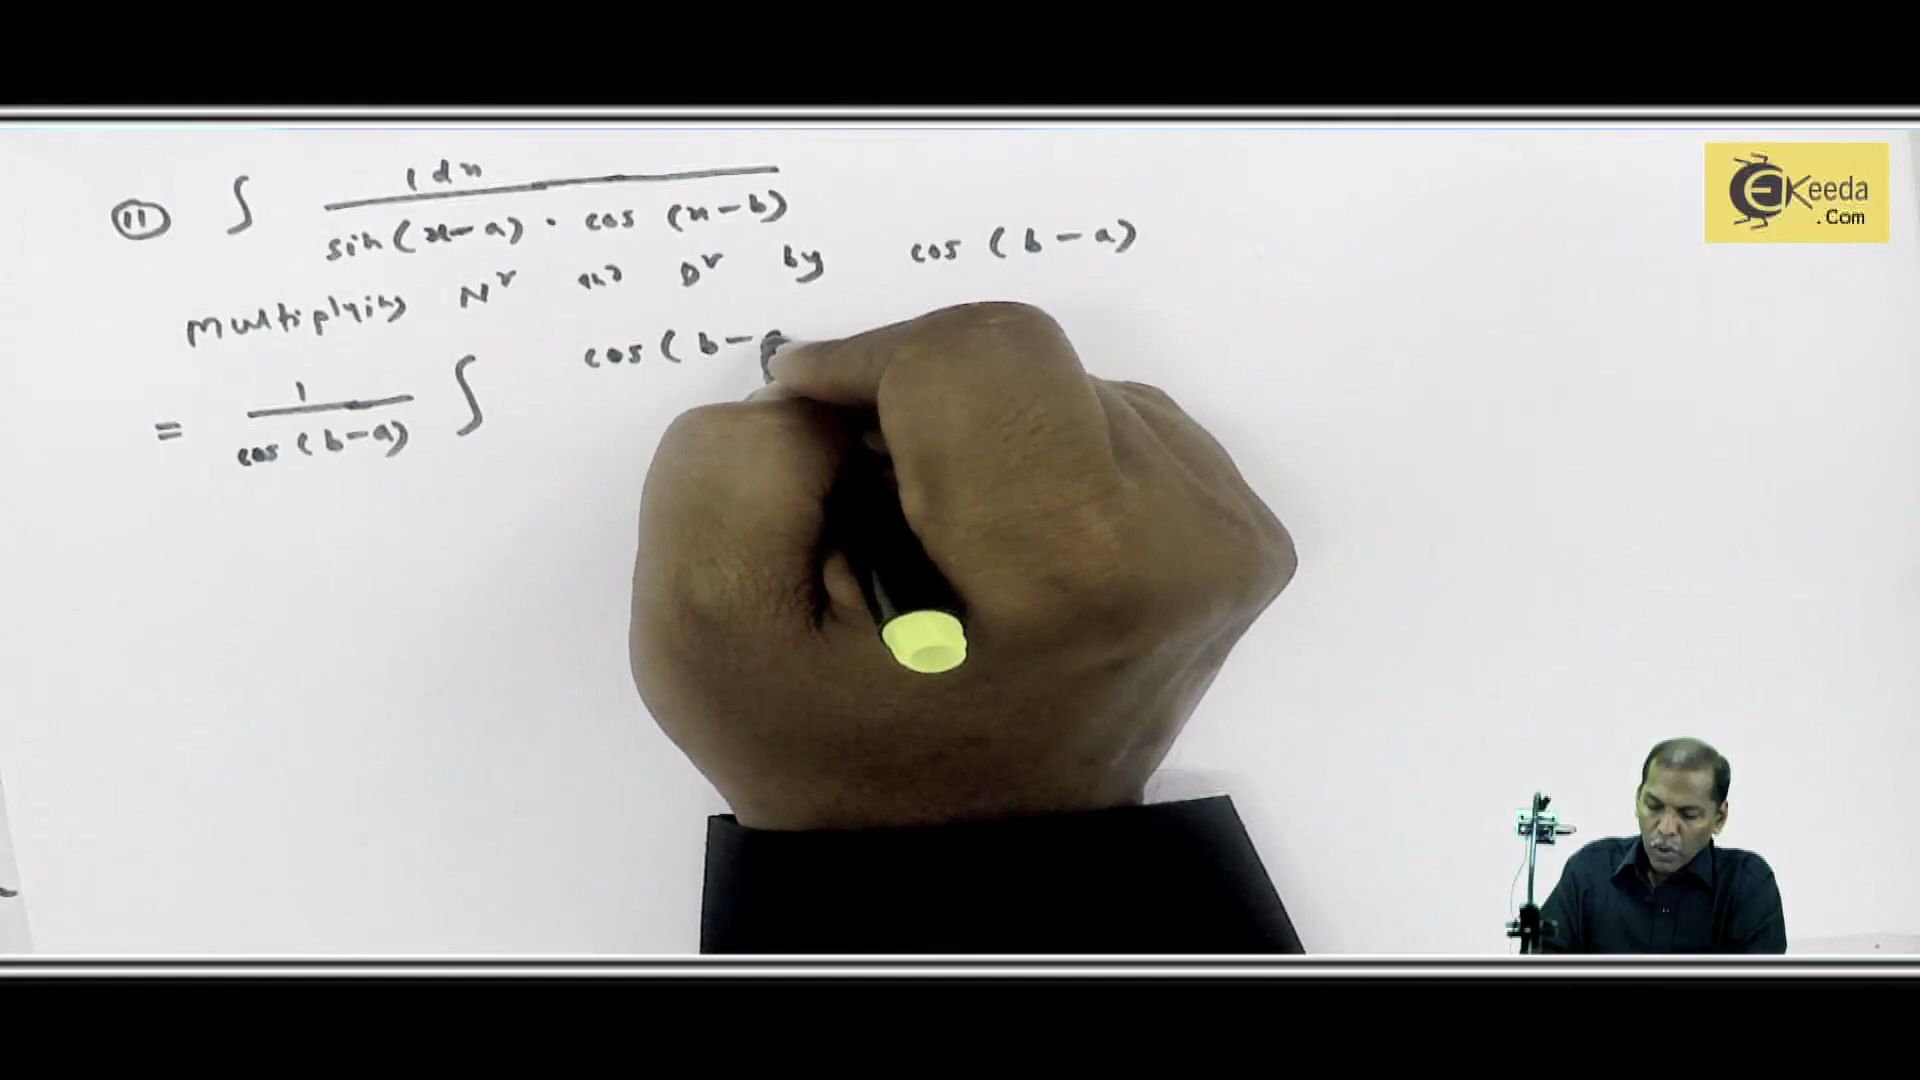 (11) ∫ 1 dx
sin(x-a) · cos (x-b)
Multiplying Nr and Dr by cos (b-a)
= 1 ∫ cos(b-a
cos(b-a)
EKeeda
.Com